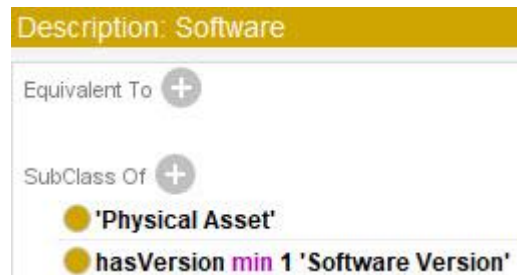 Description: Software
Equivalent To
SubClass Of
'Physical Asset'
hasVersion min 1 'Software Version'